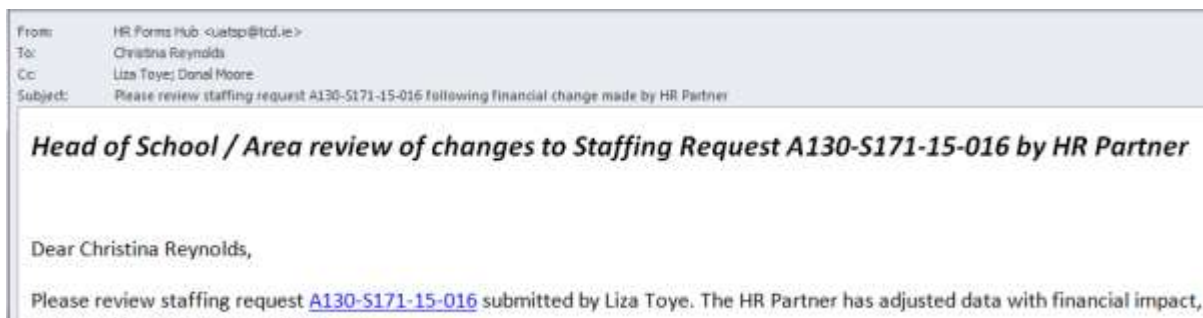 From: HR Forms Hub <uatsp@tcd.ie>
To: Christina Reynolds
Cc: Liza Toye; Donal Moore
Subject: Please review staffing request A130-S171-15-016 following financial change made by HR Partner
Head of School / Area review of changes to Staffing Request A130-S171-15-016 by HR Partner
Dear Christina Reynolds,
Please review staffing request A130-S171-15-016 submitted by Liza Toye. The HR Partner has adjusted data with financial impact,